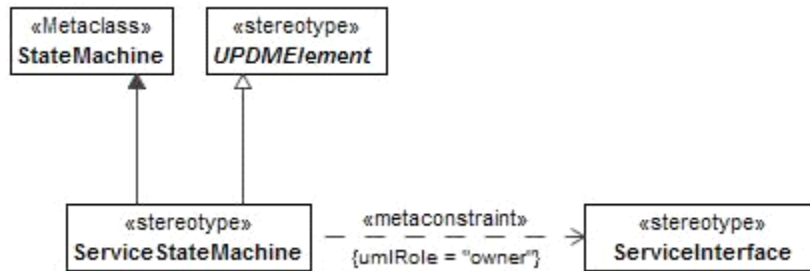 «Metaclass»
StateMachine
«stereotype»
UPDMElement
«stereotype»
ServiceStateMachine
«metaconstraint»
{umlRole = "owner"}
«stereotype»
ServiceInterface